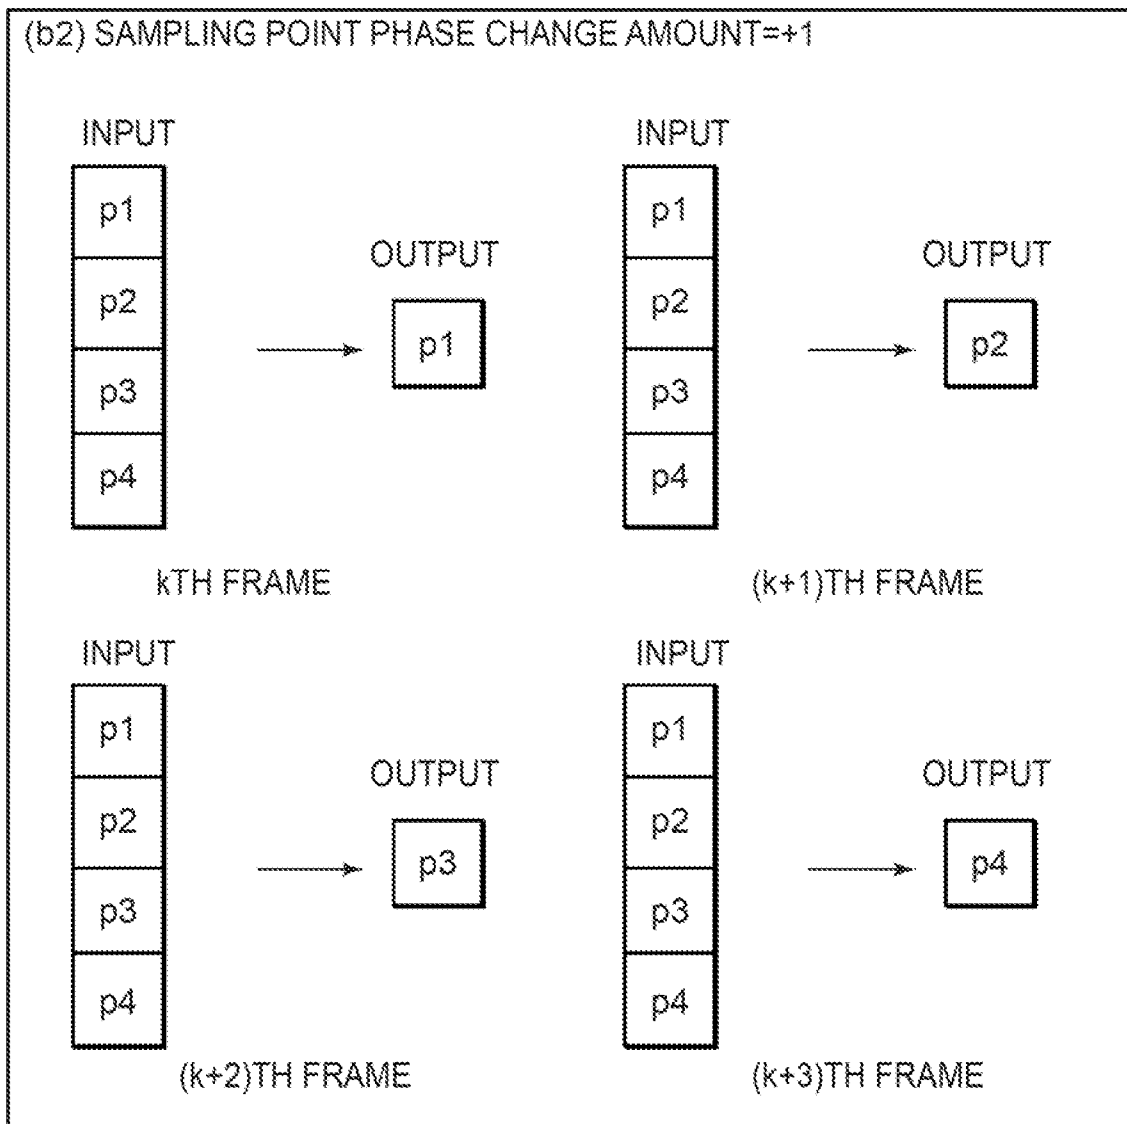 (b2) SAMPLING POINT PHASE CHANGE AMOUNT=+1
INPUT
p1
p2
p3
p4
OUTPUT
p1
kTH FRAME
INPUT
p1
p2
p3
p4
OUTPUT
p2
(k+1)TH FRAME
INPUT
p1
p2
p3
p4
OUTPUT
p3
(k+2)TH FRAME
INPUT
p1
p2
p3
p4
OUTPUT
p4
(k+3)TH FRAME